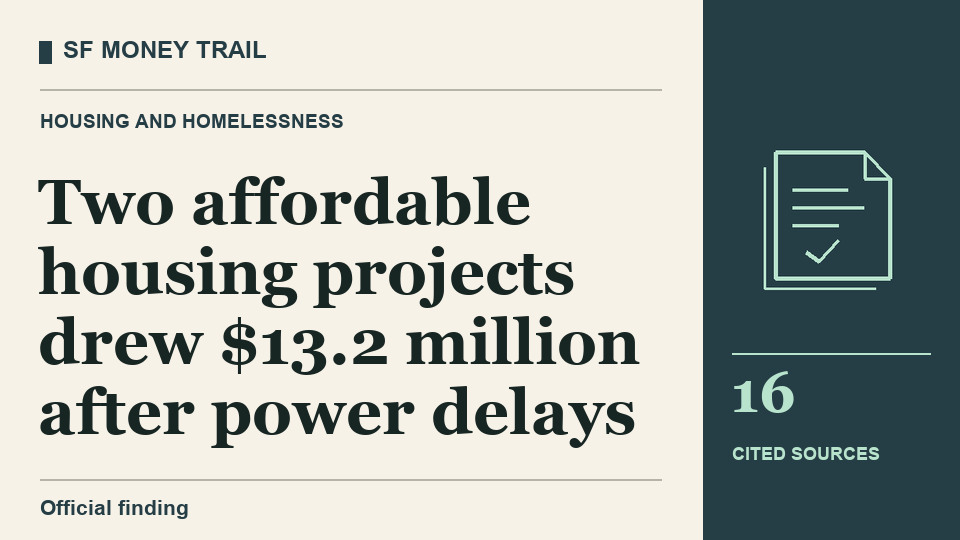 SF MONEY TRAIL
HOUSING AND HOMELESSNESS
Two affordable
housing projects
drew $13.2 million
after power delays
Official finding
16
CITED SOURCES